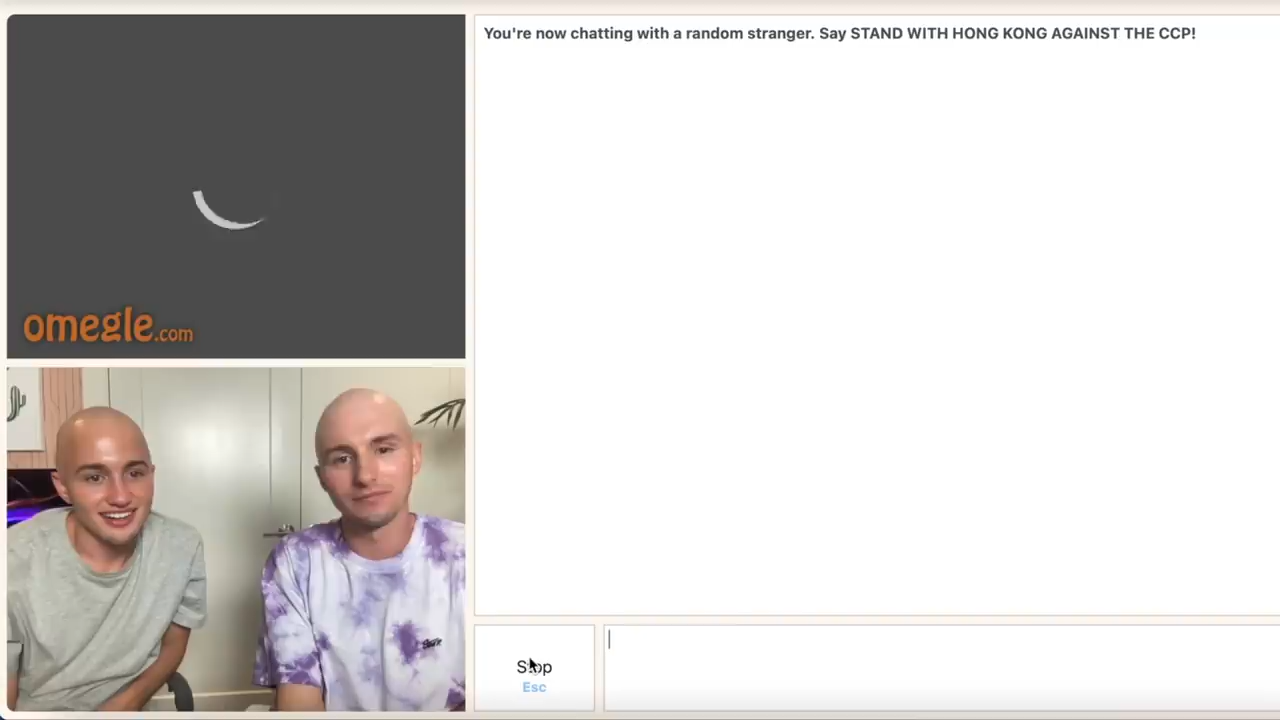 You're now chatting with a random stranger. Say STAND WITH HONG KONG AGAINST THE CCP!
omegle.com
Stop
Esc